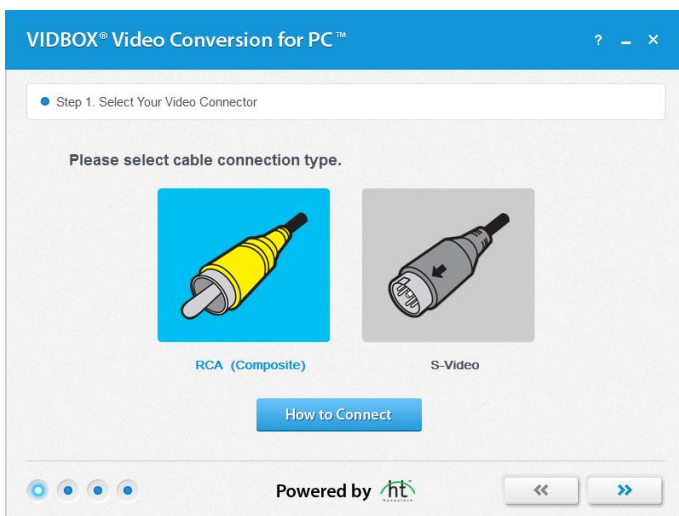 VIDBOX® Video Conversion for PC™ ? – ×
Step 1. Select Your Video Connector
Please select cable connection type.
RCA (Composite) S-Video
How to Connect
Powered by ht « »